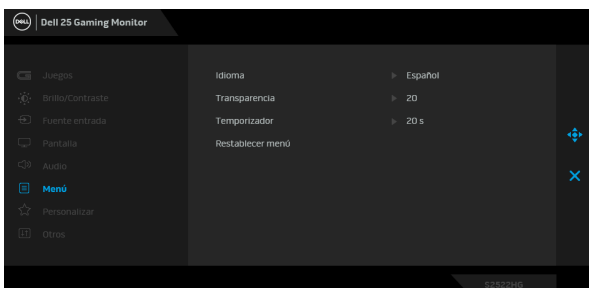 DELL Dell 25 Gaming Monitor
Juegos
Brillo/Contraste
Fuente entrada
Pantalla
Audio
Menú
Personalizar
Otros
Idioma Español
Transparencia 20
Temporizador 20 s
Restablecer menú
S2522HG